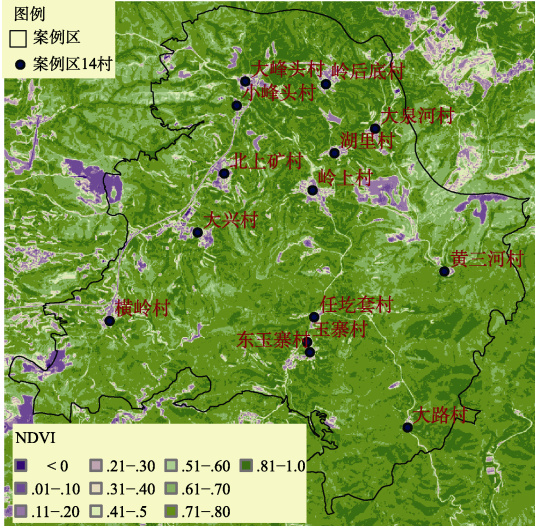 图例
案例区
案例区14村
大峰头村
岭后底村
小峰头村
大泉河村
湖里村
北上矿村
岭上村
大兴村
黄三河村
横岭村
任圪套村
玉寨村
东玉寨村
大路村
NDVI
< 0
.21–.30
.51–.60
.81–1.0
.01–.10
.31–.40
.61–.70
.11–.20
.41–.5
.71–.80